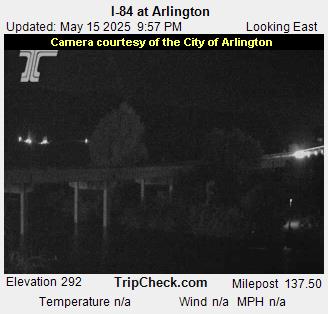 I-84 at Arlington
Updated: May 15 2025 9:57 PM Looking East
Camera courtesy of the City of Arlington
Elevation 292 TripCheck.com Milepost 137.50
Temperature n/a Wind n/a MPH n/a